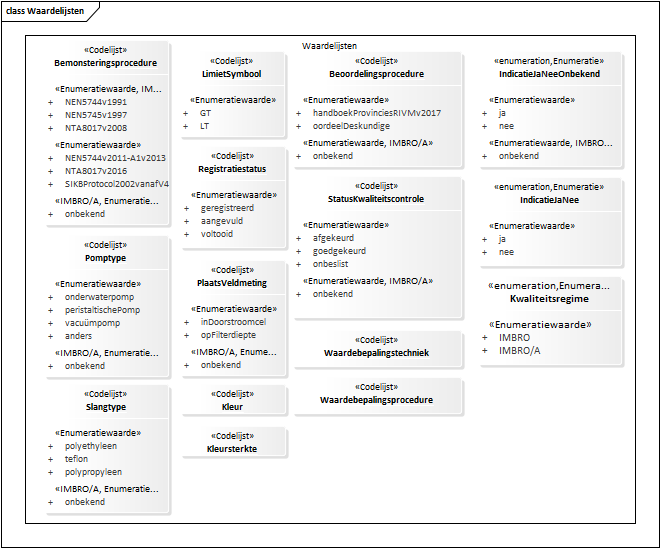 class Waardelijsten
Waardelijsten
«Codelijst»
Bemonsteringsprocedure
«Enumeratiewaarde, IM...
+ NEN5744v1991
+ NEN5745v1997
+ NTA8017v2008
«Enumeratiewaarde»
+ NEN5744v2011-A1v2013
+ NTA8017v2016
+ SIKBProtocol2002vanafV4
«IMBRO/A, Enumeratie...
+ onbekend
«Codelijst»
Pomptype
«Enumeratiewaarde»
+ onderwaterpomp
+ peristaltischePomp
+ vacuümpomp
+ anders
«IMBRO/A, Enumeratie...
+ onbekend
«Codelijst»
Slangtype
«Enumeratiewaarde»
+ polyethyleen
+ teflon
+ polypropyleen
«IMBRO/A, Enumeratie...
+ onbekend
«Codelijst»
LimietSymbool
«Enumeratiewaarde»
+ GT
+ LT
«Codelijst»
Registratiestatus
«Enumeratiewaarde»
+ geregistreerd
+ aangevuld
+ voltooid
«Codelijst»
PlaatsVeldmeting
«Enumeratiewaarde»
+ inDoorstroomcel
+ opFilterdiepte
«IMBRO/A, Enume...
+ onbekend
«Codelijst»
Kleur
«Codelijst»
Kleursterkte
«Codelijst»
Beoordelingsprocedure
«Enumeratiewaarde»
+ handboekProvinciesRIVMv2017
+ oordeelDeskundige
«Enumeratiewaarde, IMBRO/A»
+ onbekend
«Codelijst»
StatusKwaliteitscontrole
«Enumeratiewaarde»
+ afgekeurd
+ goedgekeurd
+ onbeslist
«Enumeratiewaarde, IMBRO/A»
+ onbekend
«Codelijst»
Waardebepalingstechniek
«Codelijst»
Waardebepalingsprocedure
«enumeration,Enumeratie»
IndicatieJaNeeOnbekend
«Enumeratiewaarde»
+ ja
+ nee
«Enumeratiewaarde, IMBRO...
+ onbekend
«enumeration,Enumeratie»
IndicatieJaNee
«Enumeratiewaarde»
+ ja
+ nee
«enumeration,Enumera...
Kwaliteitsregime
«Enumeratiewaarde»
+ IMBRO
+ IMBRO/A